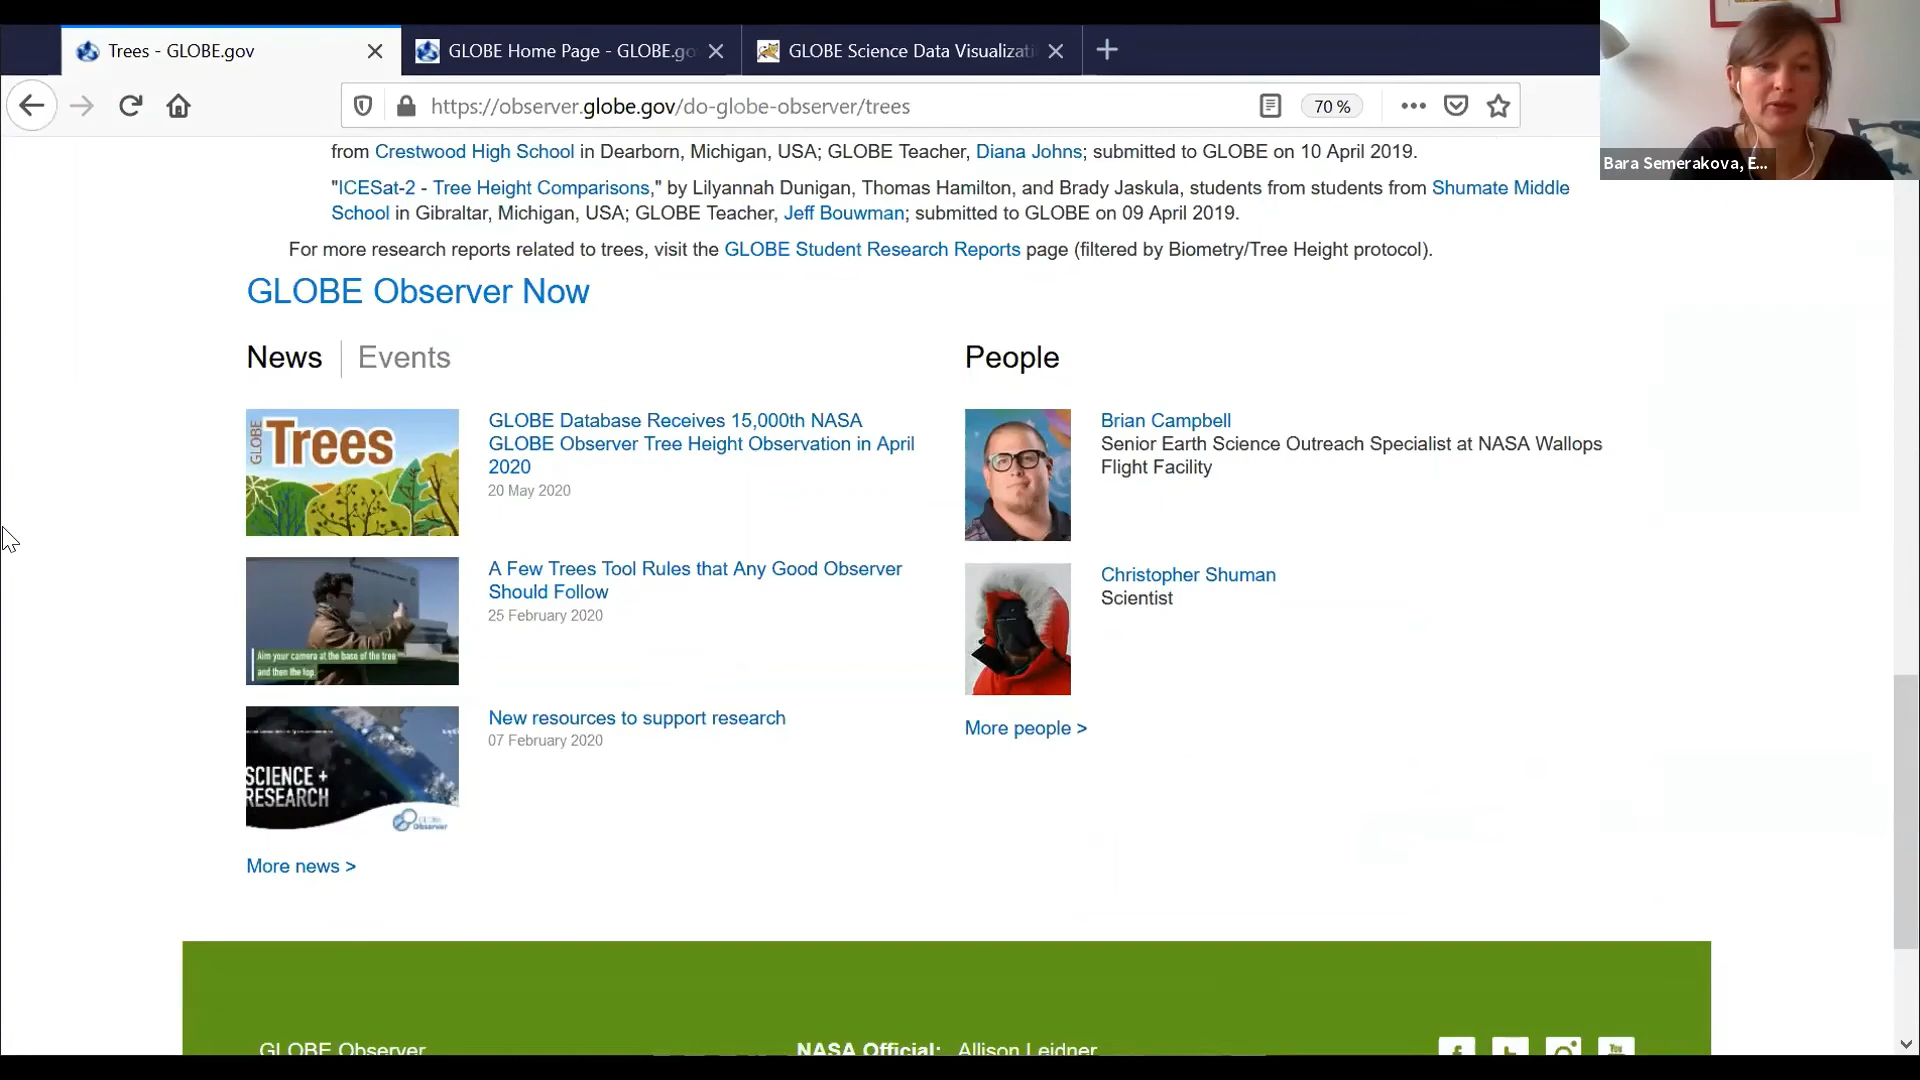 Trees - GLOBE.gov
GLOBE Home Page - GLOBE.go
GLOBE Science Data Visualizati
https://observer.globe.gov/do-globe-observer/trees
70 %
Bara Semerakova, E...
from Crestwood High School in Dearborn, Michigan, USA; GLOBE Teacher, Diana Johns; submitted to GLOBE on 10 April 2019.
"ICESat-2 - Tree Height Comparisons," by Lilyannah Dunigan, Thomas Hamilton, and Brady Jaskula, students from students from Shumate Middle
School in Gibraltar, Michigan, USA; GLOBE Teacher, Jeff Bouwman; submitted to GLOBE on 09 April 2019.
For more research reports related to trees, visit the GLOBE Student Research Reports page (filtered by Biometry/Tree Height protocol).
GLOBE Observer Now
News
Events
GLOBE
Trees
GLOBE Database Receives 15,000th NASA
GLOBE Observer Tree Height Observation in April
2020
20 May 2020
Aim your camera at the base of the tree
and then the top.
A Few Trees Tool Rules that Any Good Observer
Should Follow
25 February 2020
SCIENCE +
RESEARCH
Observer
New resources to support research
07 February 2020
More news >
People
Brian Campbell
Senior Earth Science Outreach Specialist at NASA Wallops
Flight Facility
Christopher Shuman
Scientist
More people >
GLOBE Observer
NASA Official: Allison Leidner
You